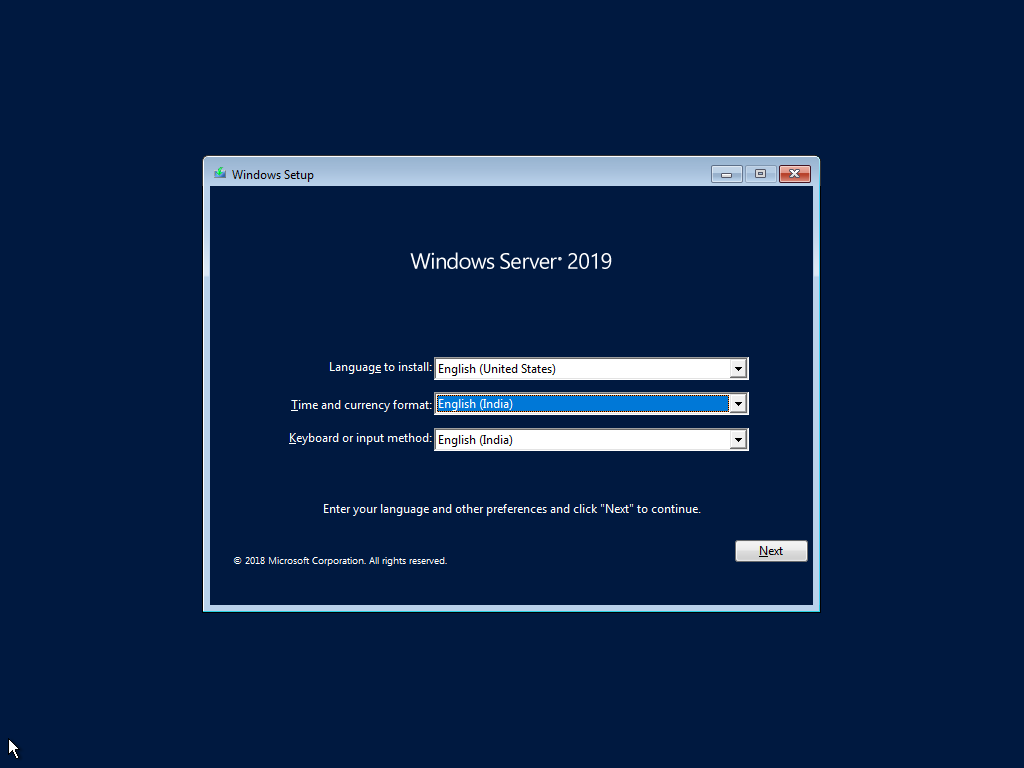 Windows Setup
Windows Server® 2019
Language to install: English (United States)
Time and currency format: English (India)
Keyboard or input method: English (India)
Enter your language and other preferences and click "Next" to continue.
Next
© 2018 Microsoft Corporation. All rights reserved.